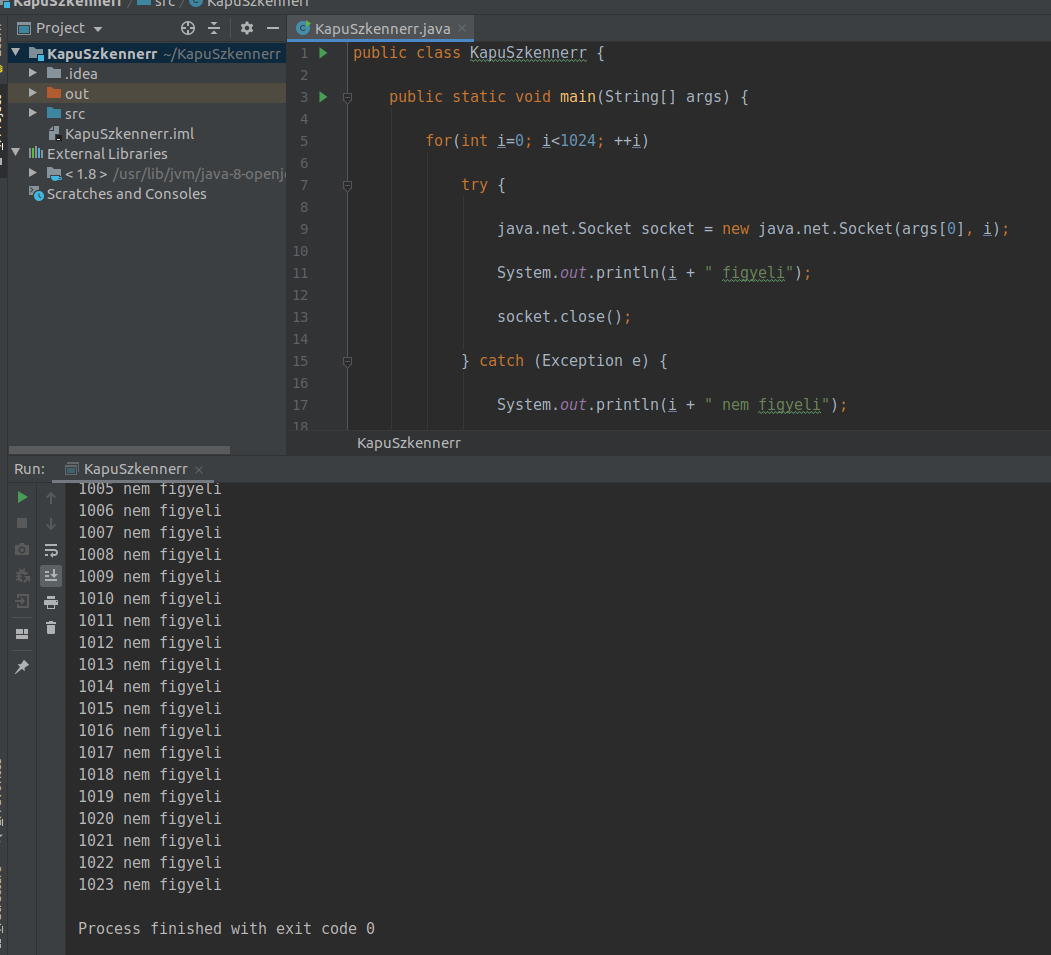 KapuSzkennerr src KapuSzkennerr
Project
KapuSzkennerr ~/KapuSzkennerr
.idea
out
src
KapuSzkennerr.iml
External Libraries
< 1.8 > /usr/lib/jvm/java-8-openj
Scratches and Consoles
KapuSzkennerr.java
1 public class KapuSzkennerr {
2
3 public static void main(String[] args) {
4
5 for(int i=0; i<1024; ++i)
6
7 try {
8
9 java.net.Socket socket = new java.net.Socket(args[0], i);
10
11 System.out.println(i + " figyeli");
12
13 socket.close();
14
15 } catch (Exception e) {
16
17 System.out.println(i + " nem figyeli");
18
KapuSzkennerr
Run: KapuSzkennerr
1005 nem figyeli
1006 nem figyeli
1007 nem figyeli
1008 nem figyeli
1009 nem figyeli
1010 nem figyeli
1011 nem figyeli
1012 nem figyeli
1013 nem figyeli
1014 nem figyeli
1015 nem figyeli
1016 nem figyeli
1017 nem figyeli
1018 nem figyeli
1019 nem figyeli
1020 nem figyeli
1021 nem figyeli
1022 nem figyeli
1023 nem figyeli
Process finished with exit code 0